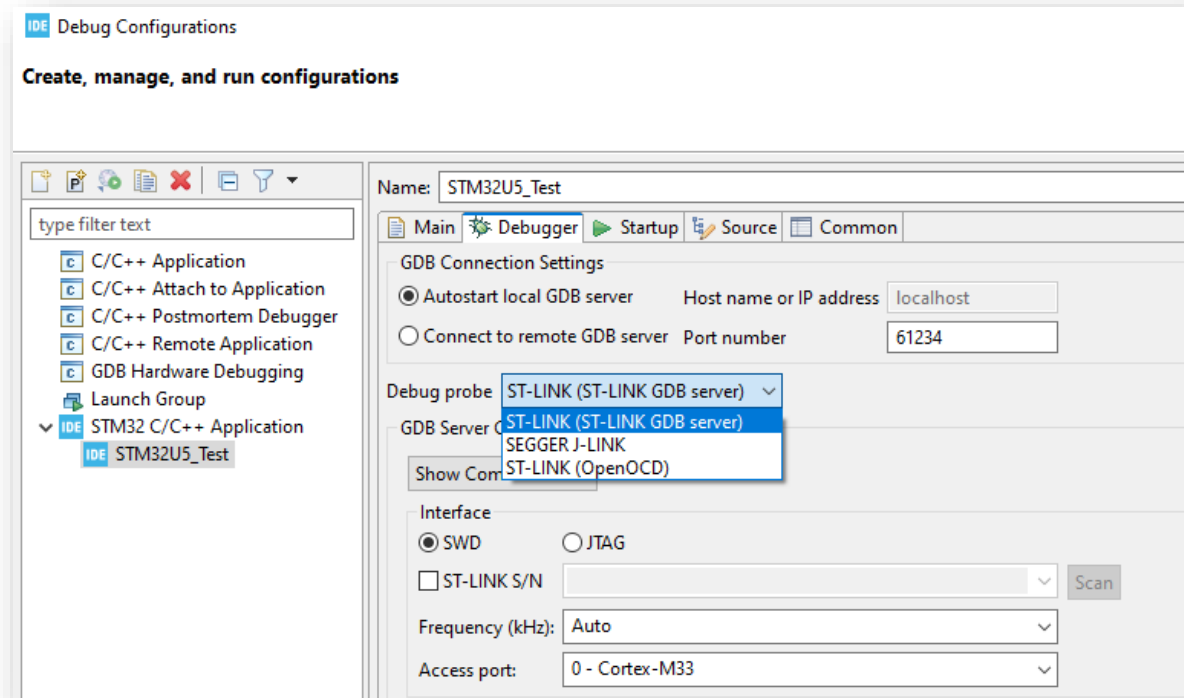 IDE Debug Configurations
Create, manage, and run configurations
type filter text
C/C++ Application
C/C++ Attach to Application
C/C++ Postmortem Debugger
C/C++ Remote Application
GDB Hardware Debugging
Launch Group
IDE STM32 C/C++ Application
IDE STM32U5_Test
Name: STM32U5_Test
Main Debugger Startup Source Common
GDB Connection Settings
Autostart local GDB server Host name or IP address localhost
Connect to remote GDB server Port number 61234
Debug probe ST-LINK (ST-LINK GDB server)
ST-LINK (ST-LINK GDB server)
SEGGER J-LINK
ST-LINK (OpenOCD)
GDB Server
Show
Interface
SWD JTAG
ST-LINK S/N Scan
Frequency (kHz): Auto
Access port: 0 - Cortex-M33